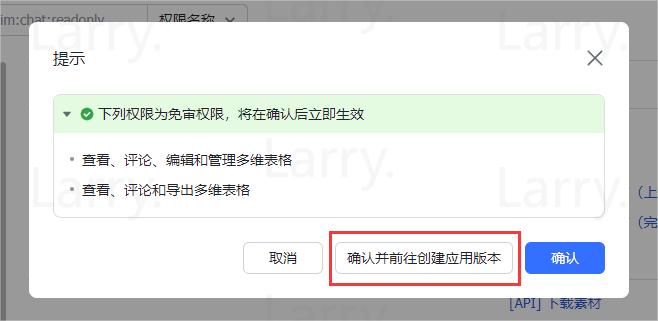 im:chat:readonly 权限名称
Larry. Larry. Larry.
提示
下列权限为免审权限，将在确认后立即生效
查看、评论、编辑和管理多维表格
查看、评论和导出多维表格
Larry. Larry. Larry.
（上
（完
取消 确认并前往创建应用版本 确认
[API] 下载素材